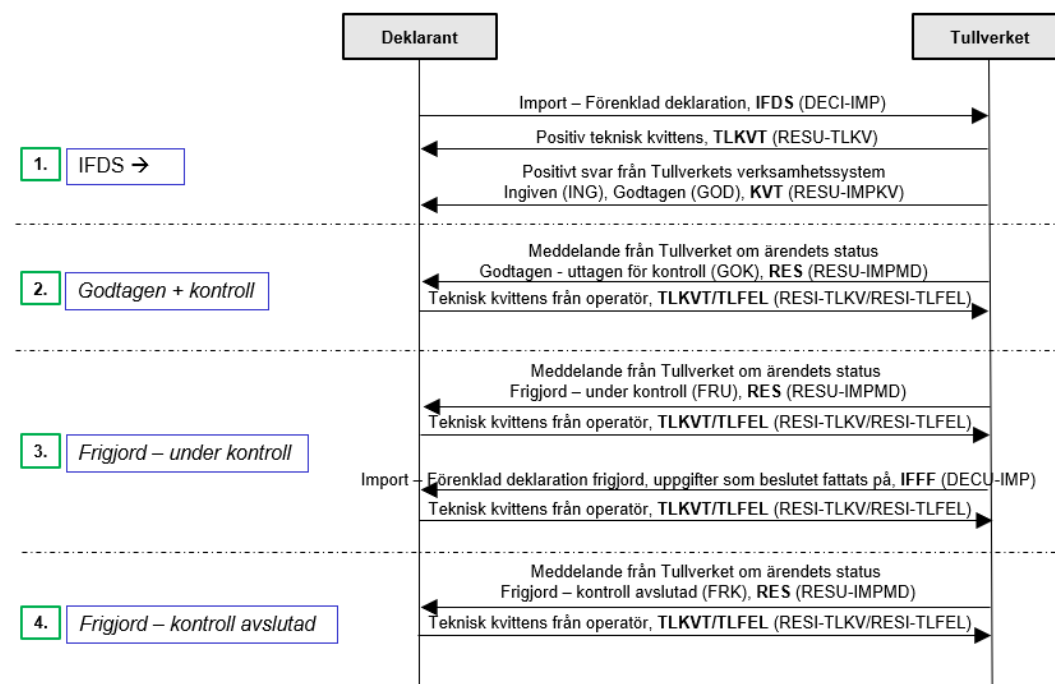 Deklarant
Tullverket
Import – Förenklad deklaration, IFDS (DECI-IMP)
Positiv teknisk kvittens, TLKVT (RESU-TLKV)
1.
IFDS →
Positivt svar från Tullverkets verksamhetssystem
Ingiven (ING), Godtagen (GOD), KVT (RESU-IMPKV)
Meddelande från Tullverket om ärendets status
Godtagen - uttagen för kontroll (GOK), RES (RESU-IMPMD)
2.
Godtagen + kontroll
Teknisk kvittens från operatör, TLKVT/TLFEL (RESI-TLKV/RESI-TLFEL)
Meddelande från Tullverket om ärendets status
Frigjord – under kontroll (FRU), RES (RESU-IMPMD)
Teknisk kvittens från operatör, TLKVT/TLFEL (RESI-TLKV/RESI-TLFEL)
3.
Frigjord – under kontroll
Import – Förenklad deklaration frigjord, uppgifter som beslutet fattats på, IFFF (DECU-IMP)
Teknisk kvittens från operatör, TLKVT/TLFEL (RESI-TLKV/RESI-TLFEL)
Meddelande från Tullverket om ärendets status
Frigjord – kontroll avslutad (FRK), RES (RESU-IMPMD)
4.
Frigjord – kontroll avslutad
Teknisk kvittens från operatör, TLKVT/TLFEL (RESI-TLKV/RESI-TLFEL)